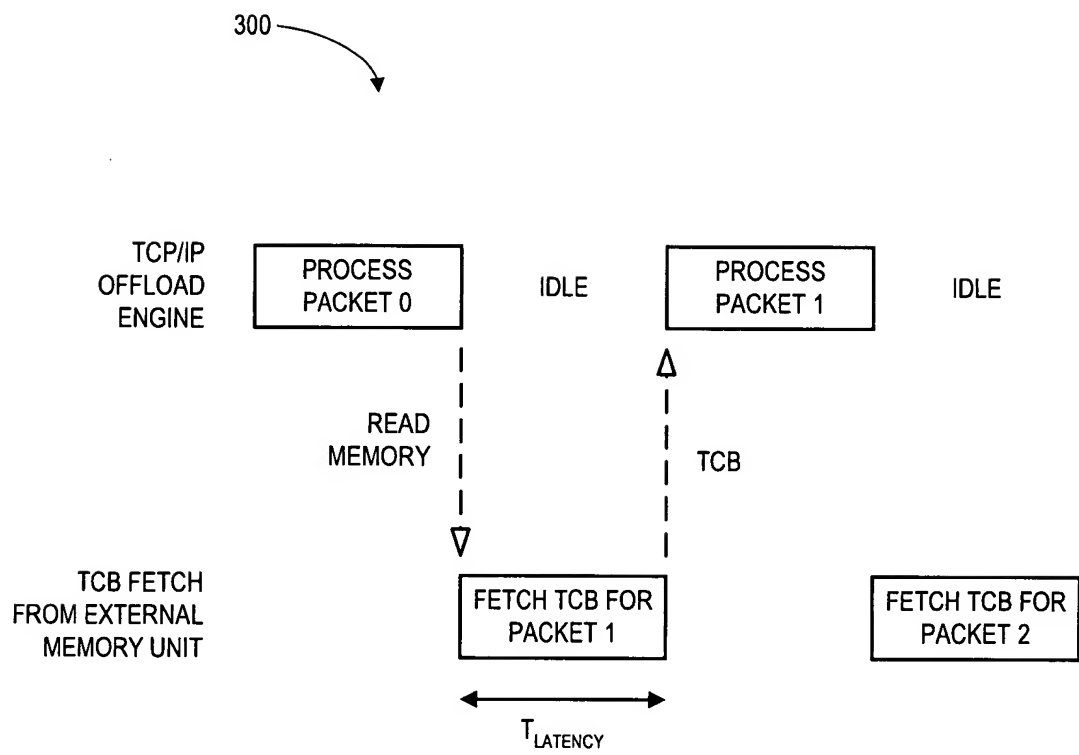 300
TCP/IP
OFFLOAD
ENGINE
PROCESS
PACKET 0
IDLE
PROCESS
PACKET 1
IDLE
READ
MEMORY
TCB
TCB FETCH
FROM EXTERNAL
MEMORY UNIT
FETCH TCB FOR
PACKET 1
FETCH TCB FOR
PACKET 2
TLATENCY